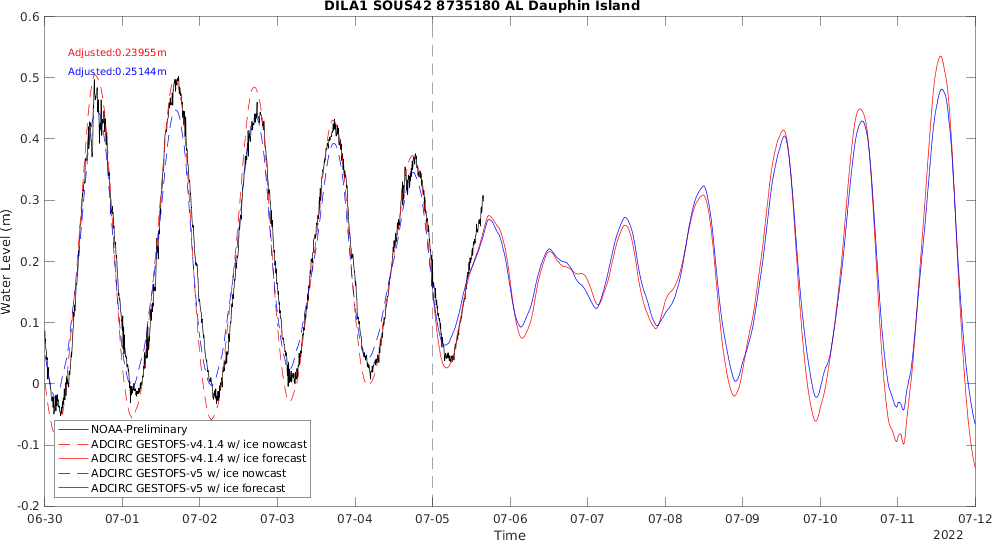 DILA1 SOUS42 8735180 AL Dauphin Island
0.6
Adjusted:0.23955m
Adjusted:0.25144m
0.5
0.4
0.3
0.2
0.1
0
-0.1
-0.2
Water Level (m)
NOAA-Preliminary
ADCIRC GESTOFS-v4.1.4 w/ ice nowcast
ADCIRC GESTOFS-v4.1.4 w/ ice forecast
ADCIRC GESTOFS-v5 w/ ice nowcast
ADCIRC GESTOFS-v5 w/ ice forecast
06-30 07-01 07-02 07-03 07-04 07-05 07-06 07-07 07-08 07-09 07-10 07-11 07-12
Time
2022